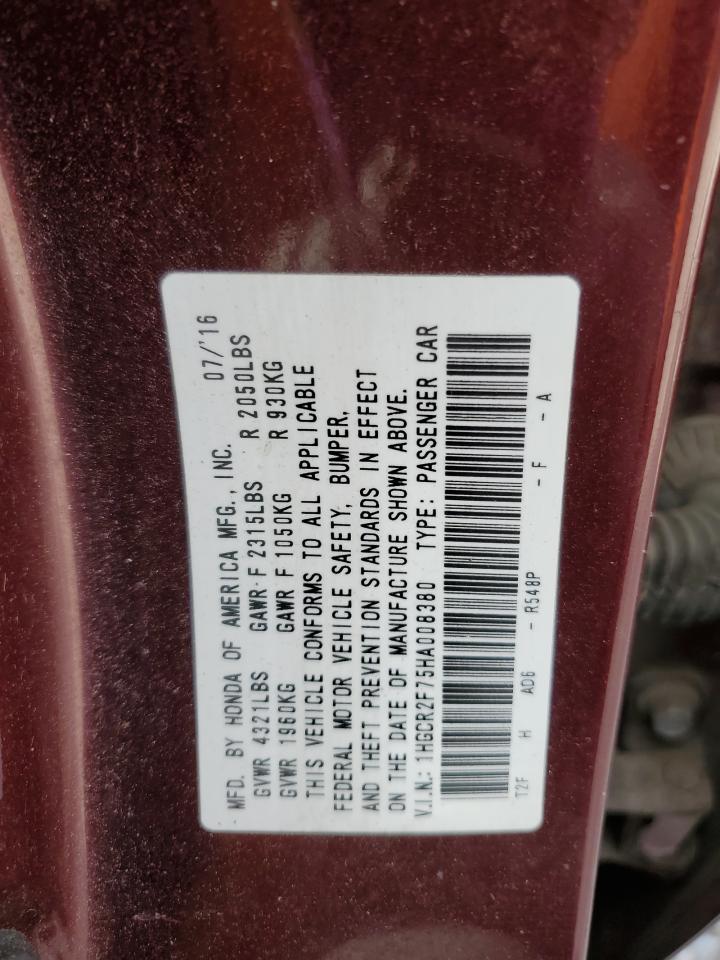 MFD. BY HONDA OF AMERICA MFG., INC. 07/'16
GVWR 4321LBS GAWR F 2315LBS R 2050LBS
GVWR 1960KG GAWR F 1050KG R 930KG
THIS VEHICLE CONFORMS TO ALL APPLICABLE
FEDERAL MOTOR VEHICLE SAFETY, BUMPER,
AND THEFT PREVENTION STANDARDS IN EFFECT
ON THE DATE OF MANUFACTURE SHOWN ABOVE.
V.I.N.: 1HGCR2F75HA008380 TYPE: PASSENGER CAR
T2F H AD6 - R548P - F - A